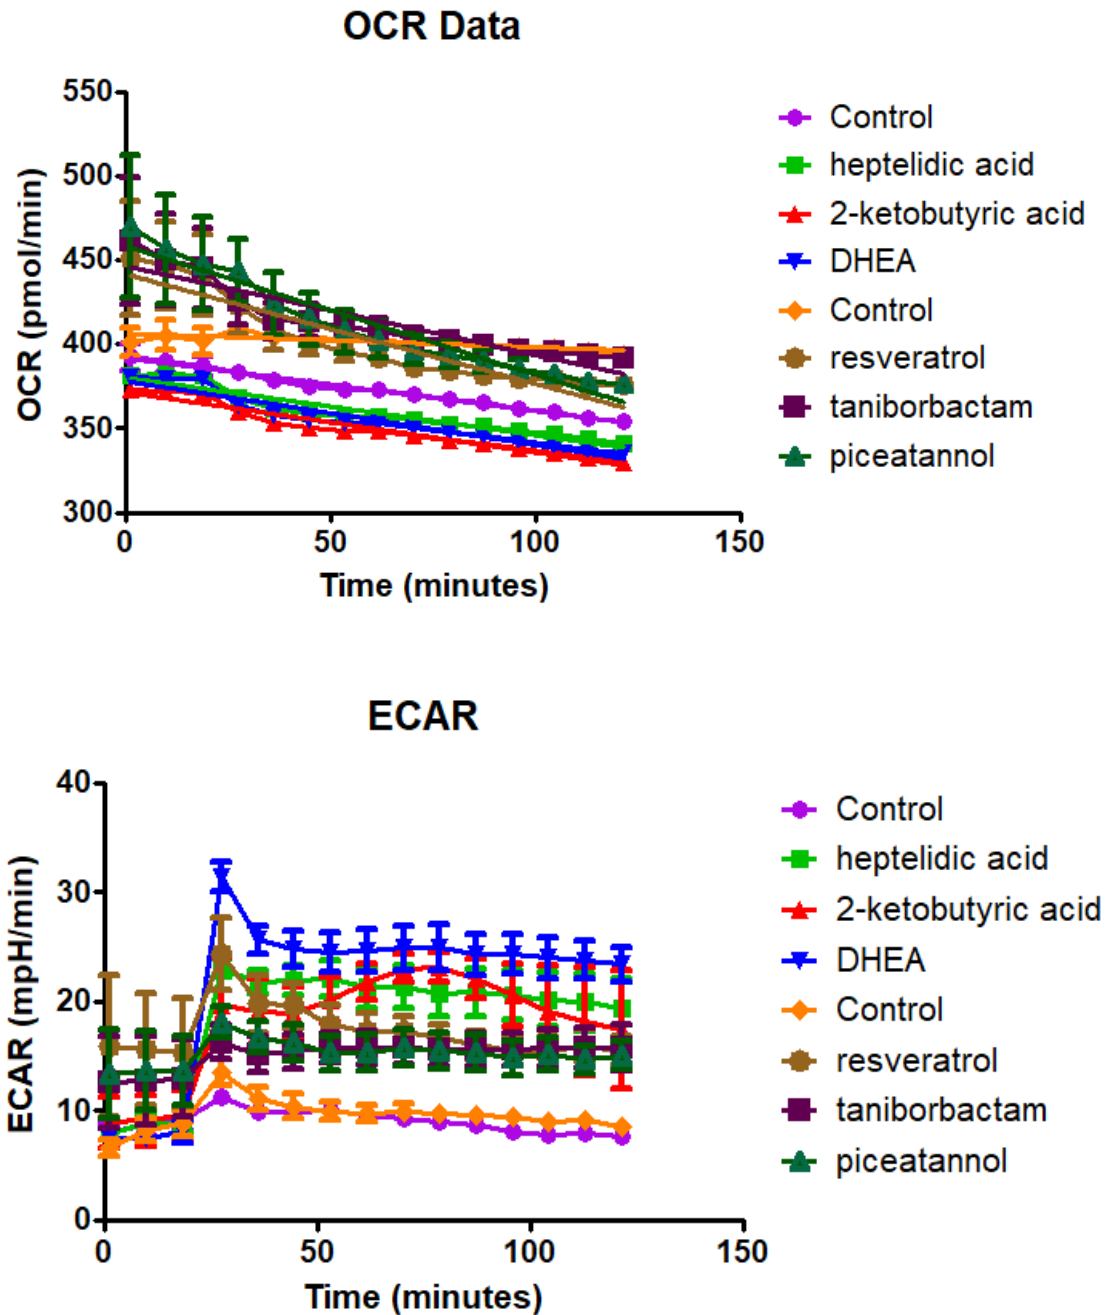 OCR Data
OCR (pmol/min)
550
500
450
400
350
300
0
50
100
150
Time (minutes)
Control
heptelidic acid
2-ketobutyric acid
DHEA
Control
resveratrol
taniborbactam
piceatannol
ECAR
ECAR (mpH/min)
40
30
20
10
0
0
50
100
150
Time (minutes)
Control
heptelidic acid
2-ketobutyric acid
DHEA
Control
resveratrol
taniborbactam
piceatannol